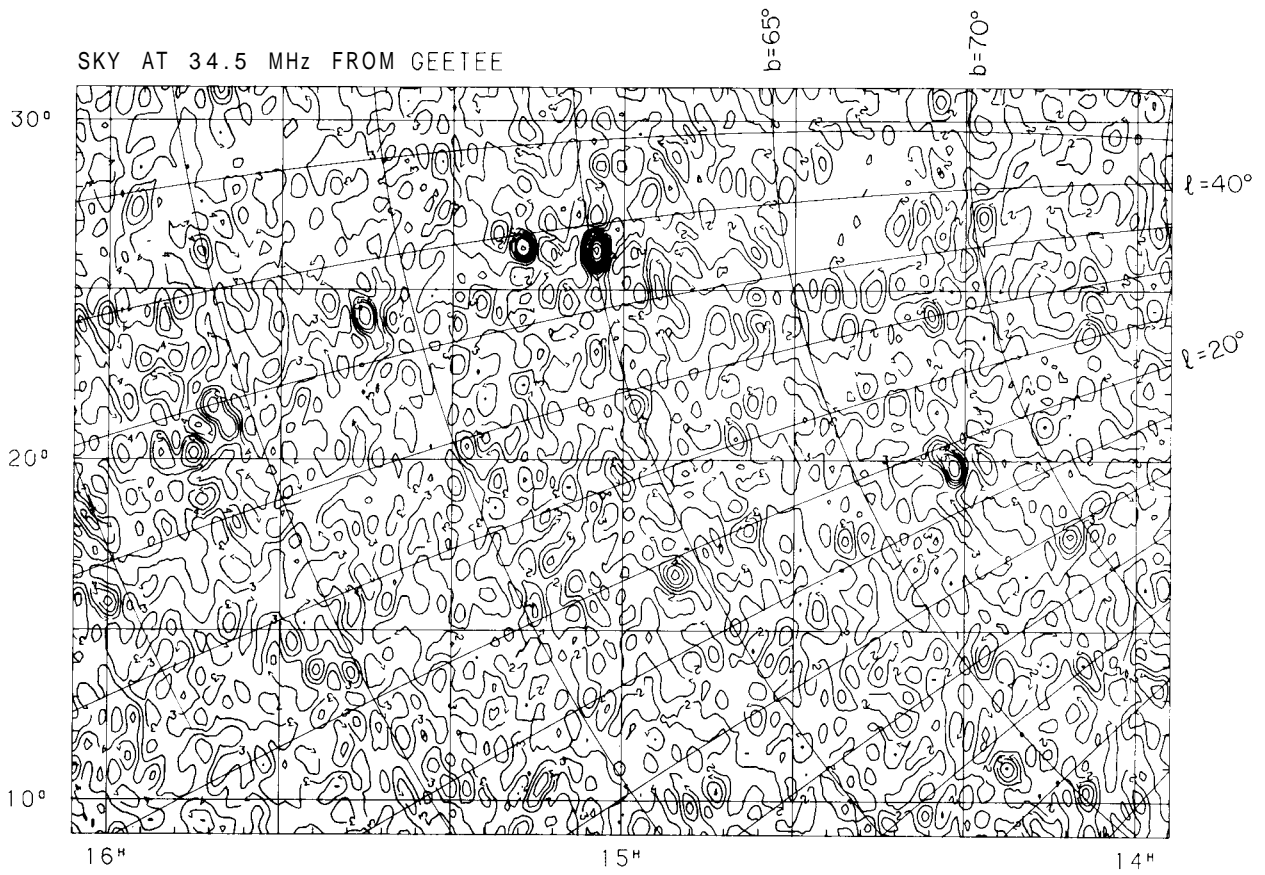 b=65°
b=70°
SKY AT 34.5 MHz FROM GEETEE
30°
ℓ=40°
ℓ=20°
20°
10°
16ᴴ
15ᴴ
14ᴴ